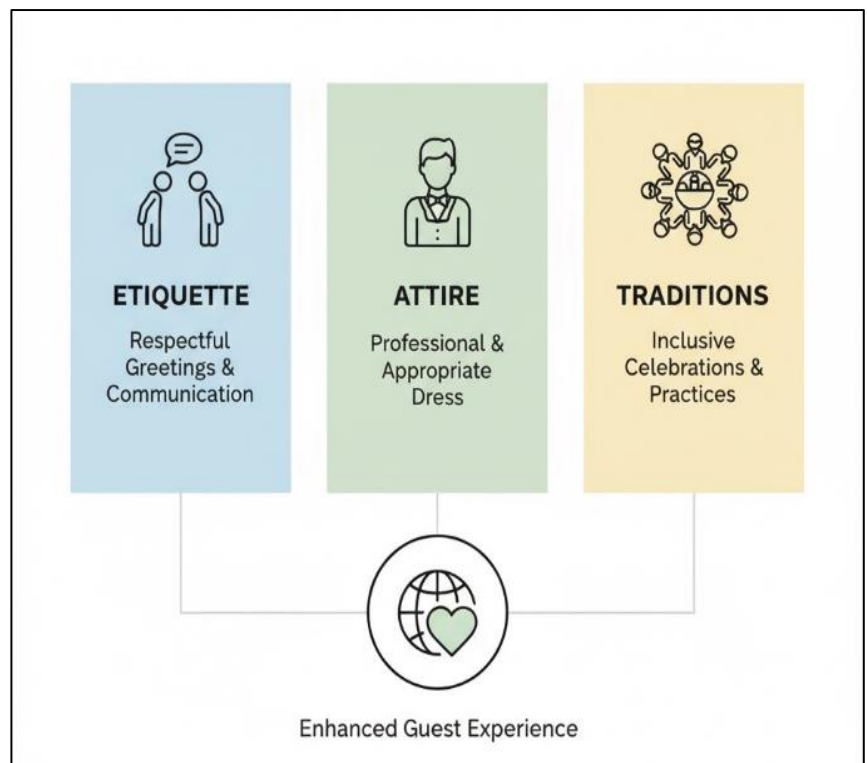 ETIQUETTE
Respectful
Greetings &
Communication
ATTIRE
Professional &
Appropriate
Dress
TRADITIONS
Inclusive
Celebrations &
Practices
Enhanced Guest Experience